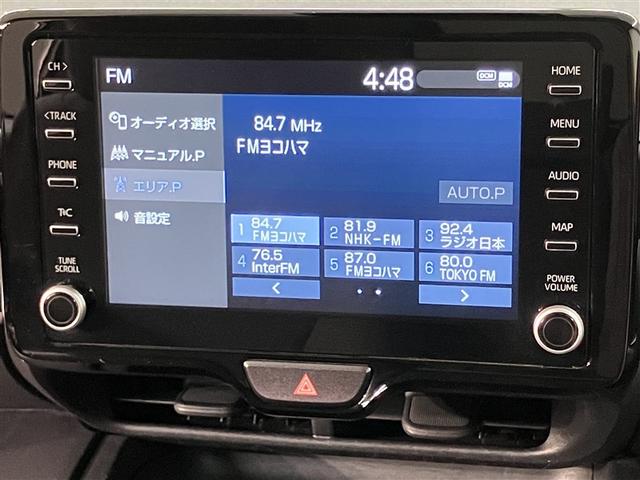 CH >
< TRACK
PHONE
TC
TUNE
SCROLL
FM
4:48
DCM
DCM
オーディオ選択
マニュアル.P
エリア.P
音設定
84.7 MHz
FMヨコハマ
AUTO.P
1 84.7 FMヨコハマ
2 81.9 NHK-FM
3 92.4 ラジオ日本
4 76.5 InterFM
5 87.0 FMヨコハマ
6 80.0 TOKYO FM
<
>
HOME
MENU
AUDIO
MAP
POWER
VOLUME